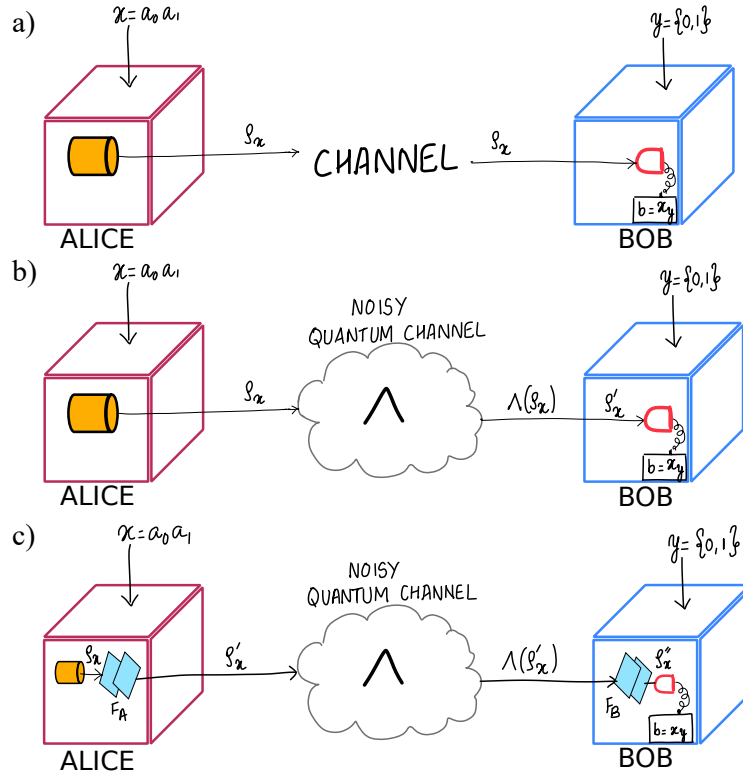 a)
x=a₀a₁
y={0,1}
ρₓ
CHANNEL
ρₓ
b=xᵧ
ALICE
BOB
b)
x=a₀a₁
y={0,1}
NOISY
QUANTUM CHANNEL
ρₓ
Λ
Λ(ρₓ)
ρ'ₓ
b=xᵧ
ALICE
BOB
c)
x=a₀a₁
y={0,1}
NOISY
QUANTUM CHANNEL
ρₓ
F_A
ρ'ₓ
Λ
Λ(ρ'ₓ)
F_B
ρ''ₓ
b=xᵧ
ALICE
BOB